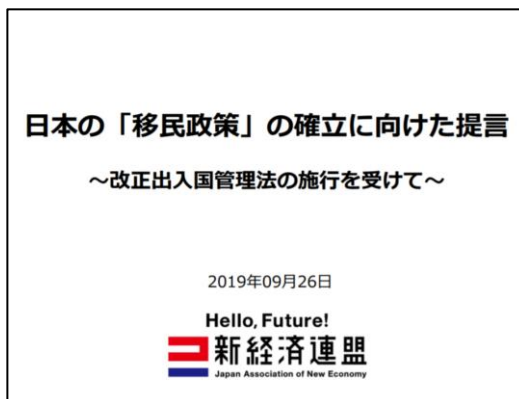 日本の「移民政策」の確立に向けた提言
～改正出入国管理法の施行を受けて～
2019年09月26日
Hello, Future!
新経済連盟
Japan Association of New Economy